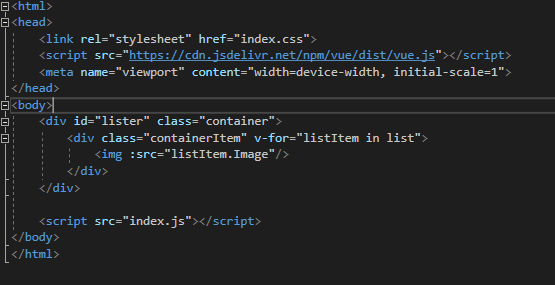 <html>
<head>
<link rel="stylesheet" href="index.css">
<script src="https://cdn.jsdelivr.net/npm/vue/dist/vue.js"></script>
<meta name="viewport" content="width=device-width, initial-scale=1">
</head>
<body>
<div id="lister" class="container">
<div class="containerItem" v-for="listItem in list">
<img :src="listItem.Image"/>
</div>
</div>
<script src="index.js"></script>
</body>
</html>